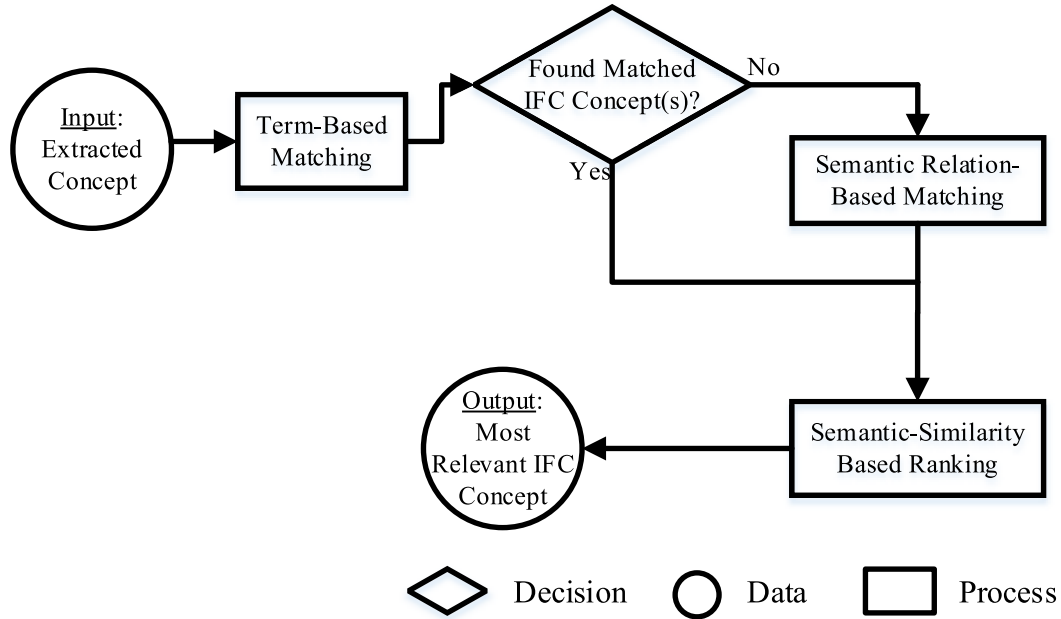 Input:
Extracted
Concept
Term-Based
Matching
Found Matched
IFC Concept(s)?
No
Yes
Semantic Relation-
Based Matching
Semantic-Similarity
Based Ranking
Output:
Most
Relevant IFC
Concept
Decision
Data
Process